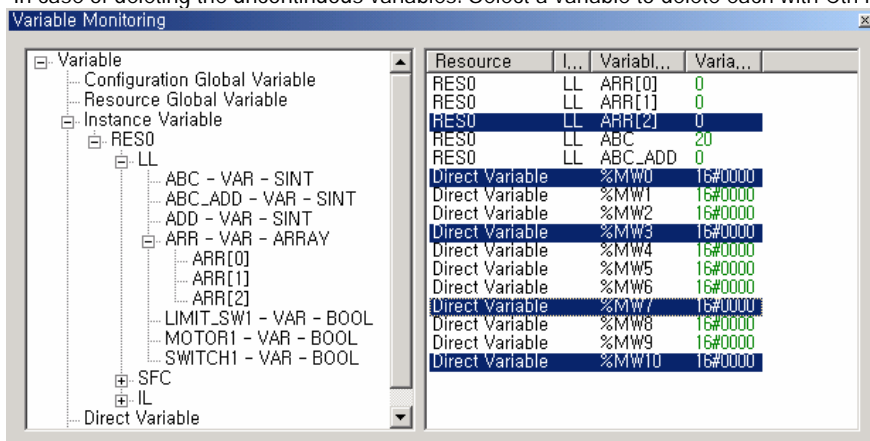 In case of deleting the uncontinuous variables: Select a variable to delete each with
Variable Monitoring
Variable
Configuration Global Variable
Resource Global Variable
Instance Variable
RES0
LL
ABC - VAR - SINT
ABC_ADD - VAR - SINT
ADD - VAR - SINT
ARR - VAR - ARRAY
ARR[0]
ARR[1]
ARR[2]
LIMIT_SW1 - VAR - BOOL
MOTOR1 - VAR - BOOL
SWITCH1 - VAR - BOOL
SFC
IL
Direct Variable
Resource I... Variabl... Varia...
RES0 LL ARR[0] 0
RES0 LL ARR[1] 0
RES0 LL ARR[2] 0
RES0 LL ABC 20
RES0 LL ABC_ADD 0
Direct Variable %MW0 16#0000
Direct Variable %MW1 16#0000
Direct Variable %MW2 16#0000
Direct Variable %MW3 16#0000
Direct Variable %MW4 16#0000
Direct Variable %MW5 16#0000
Direct Variable %MW6 16#0000
Direct Variable %MW7 16#0000
Direct Variable %MW8 16#0000
Direct Variable %MW9 16#0000
Direct Variable %MW10 16#0000